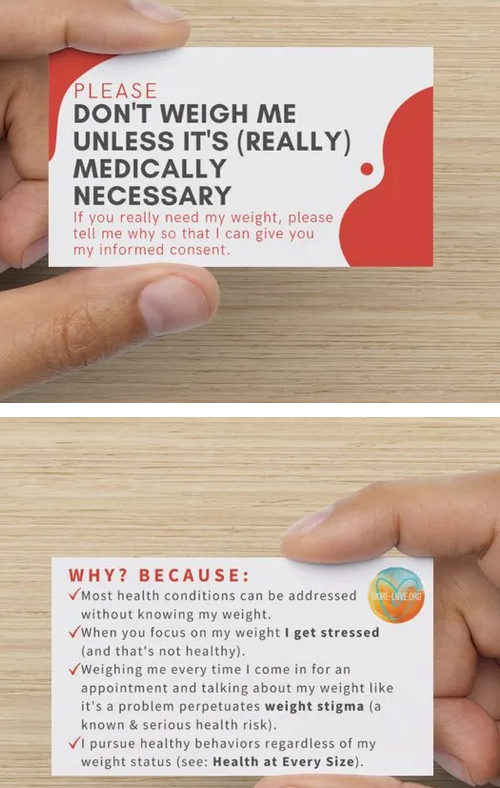 PLEASE
DON'T WEIGH ME
UNLESS IT'S (REALLY)
MEDICALLY
NECESSARY
If you really need my weight, please
tell me why so that I can give you
my informed consent.
WHY? BECAUSE:
✓Most health conditions can be addressed
without knowing my weight.
MORE-LOVE.ORG
✓When you focus on my weight I get stressed
(and that's not healthy).
✓Weighing me every time I come in for an
appointment and talking about my weight like
it's a problem perpetuates weight stigma (a
known & serious health risk).
✓I pursue healthy behaviors regardless of my
weight status (see: Health at Every Size).